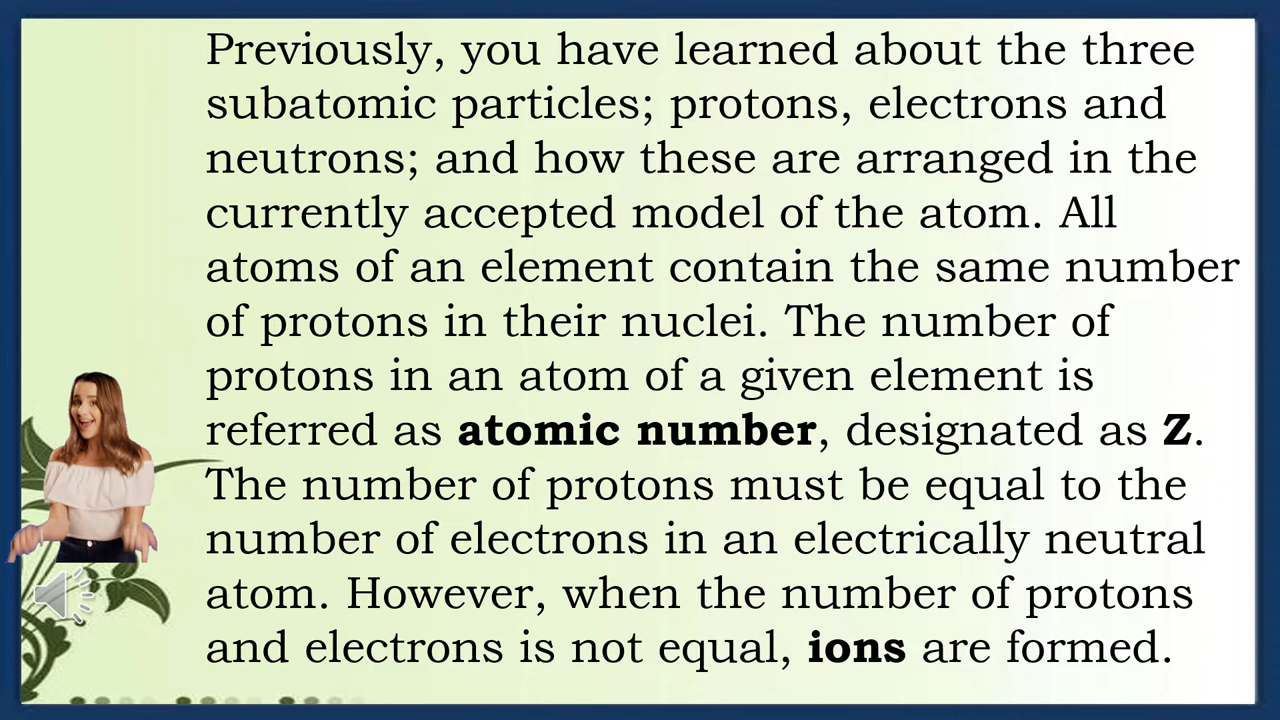 Previously, you have learned about the three
subatomic particles; protons, electrons and
neutrons; and how these are arranged in the
currently accepted model of the atom. All
atoms of an element contain the same number
of protons in their nuclei. The number of
protons in an atom of a given element is
referred as atomic number, designated as Z.
The number of protons must be equal to the
number of electrons in an electrically neutral
atom. However, when the number of protons
and electrons is not equal, ions are formed.